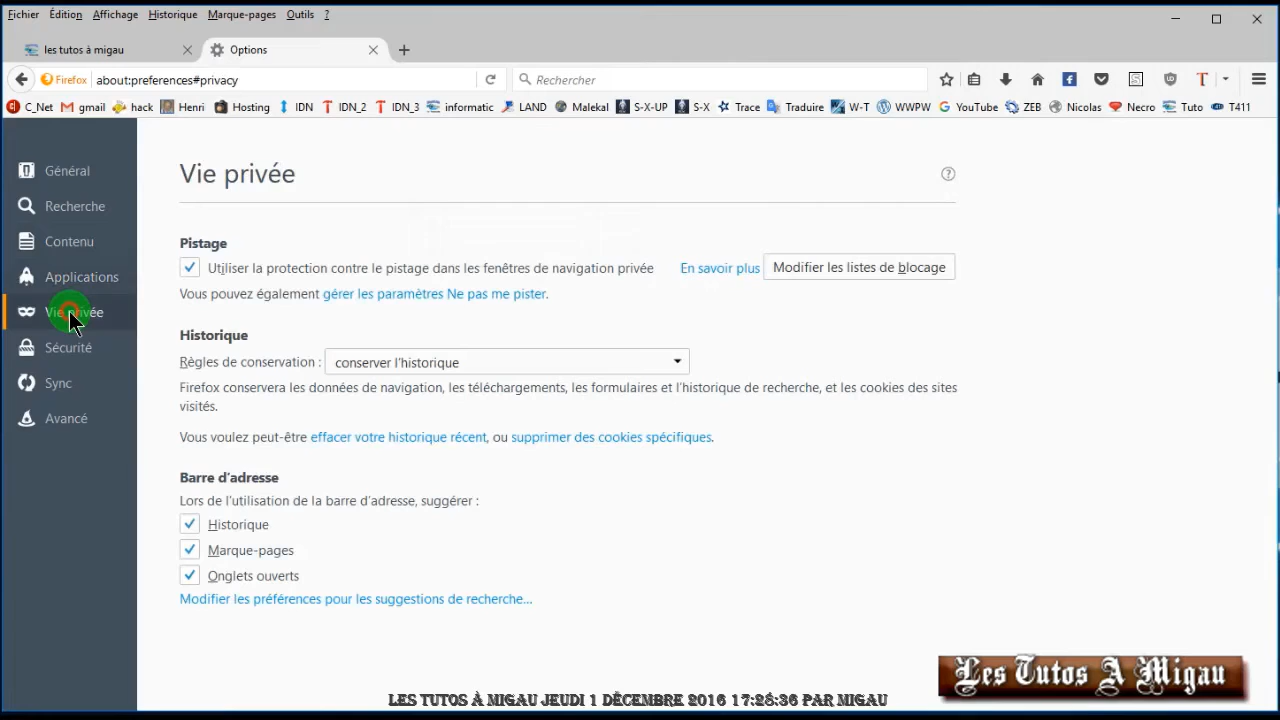 Fichier Édition Affichage Historique Marque-pages Outils ?
les tutos à migau Options
Firefox about:preferences#privacy Rechercher
C_Net gmail hack Henri Hosting IDN IDN_2 IDN_3 informatic LAND Malekal S-X-UP S-X Trace Traduire W-T WWPW YouTube ZEB Nicolas Necro Tuto T411
Général
Recherche
Contenu
Applications
Vie privée
Sécurité
Sync
Avancé
Vie privée
Pistage
Utiliser la protection contre le pistage dans les fenêtres de navigation privée En savoir plus Modifier les listes de blocage
Vous pouvez également gérer les paramètres Ne pas me pister.
Historique
Règles de conservation : conserver l'historique
Firefox conservera les données de navigation, les téléchargements, les formulaires et l'historique de recherche, et les cookies des sites
visités.
Vous voulez peut-être effacer votre historique récent, ou supprimer des cookies spécifiques.
Barre d'adresse
Lors de l'utilisation de la barre d'adresse, suggérer :
Historique
Marque-pages
Onglets ouverts
Modifier les préférences pour les suggestions de recherche…
Les Tutos A Migau
LES TUTOS À MIGAU JEUDI 1 DÉCEMBRE 2016 17:28:36 PAR MIGAU